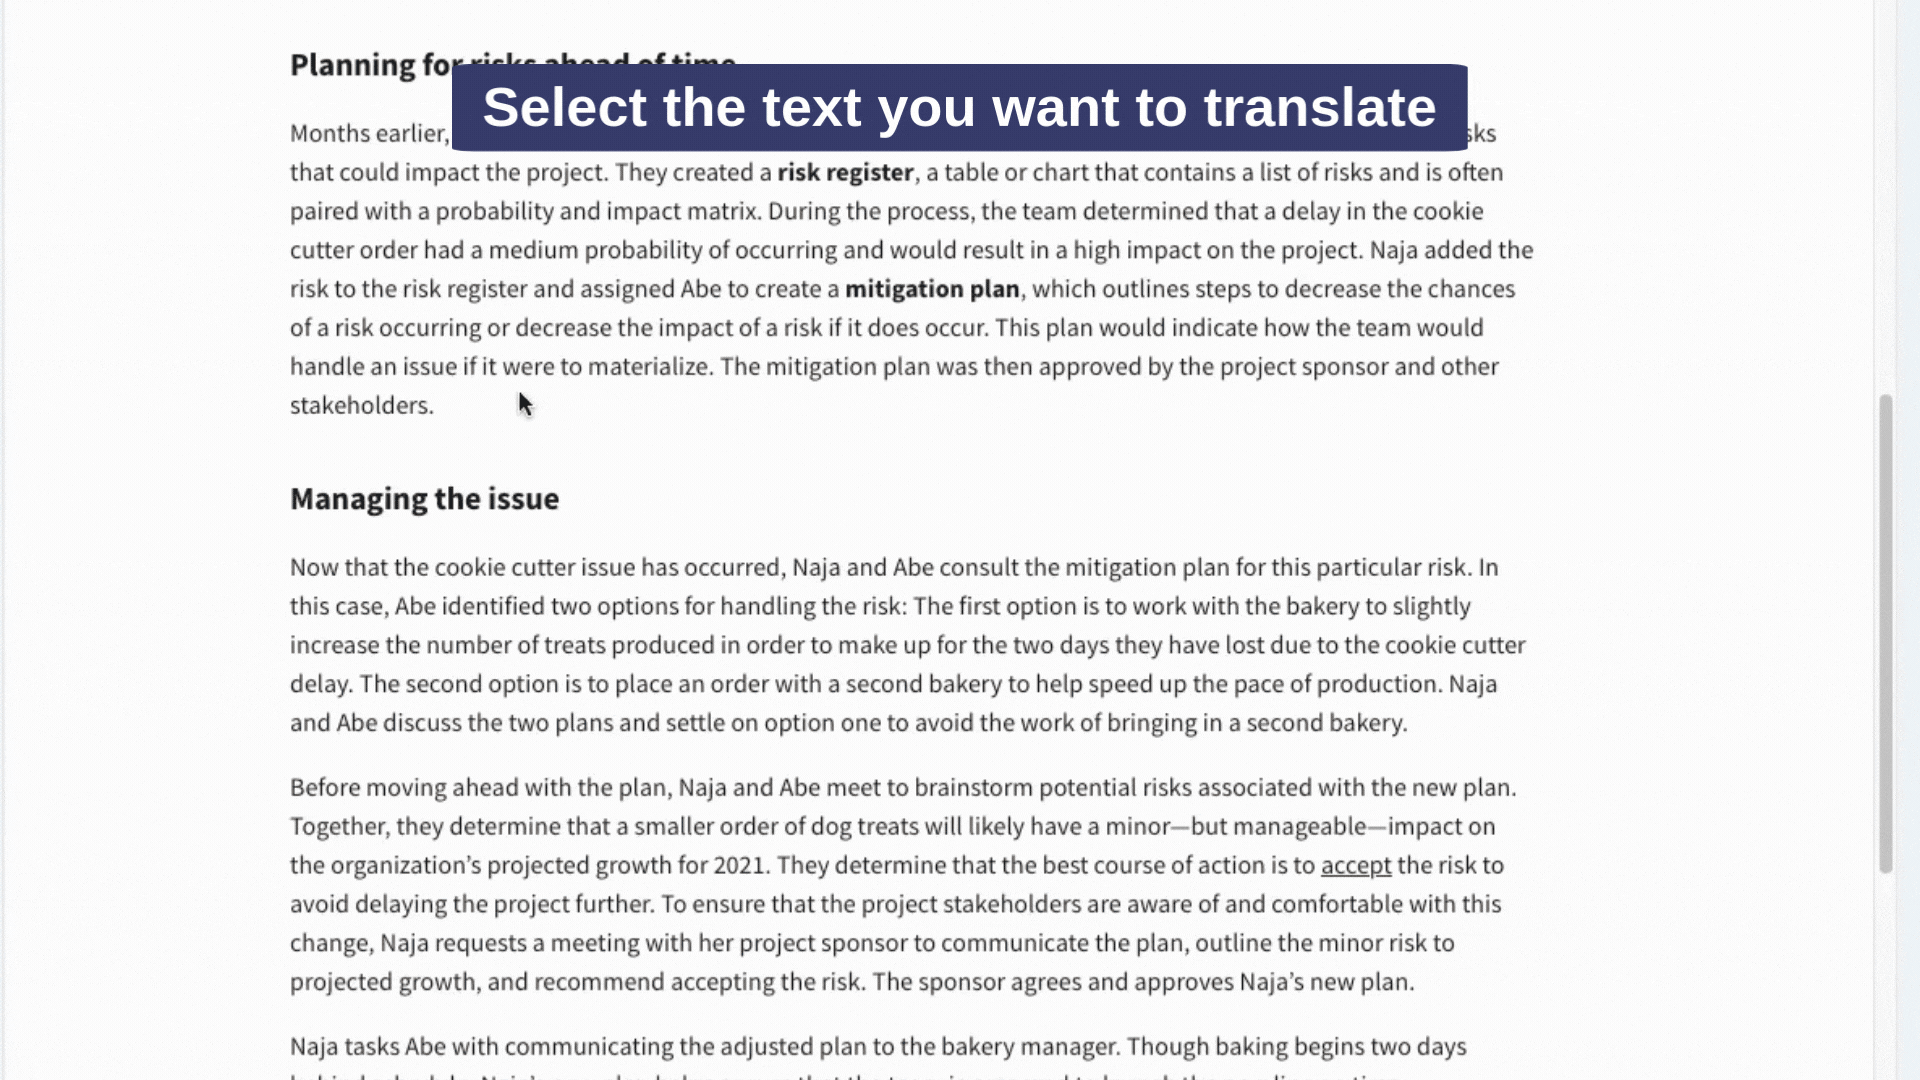 Planning for risks ahead of time
Select the text you want to translate
Months earlier,
that could impact the project. They created a risk register, a table or chart that contains a list of risks and is often
paired with a probability and impact matrix. During the process, the team determined that a delay in the cookie
cutter order had a medium probability of occurring and would result in a high impact on the project. Naja added the
risk to the risk register and assigned Abe to create a mitigation plan, which outlines steps to decrease the chances
of a risk occurring or decrease the impact of a risk if it does occur. This plan would indicate how the team would
handle an issue if it were to materialize. The mitigation plan was then approved by the project sponsor and other
stakeholders.
Managing the issue
Now that the cookie cutter issue has occurred, Naja and Abe consult the mitigation plan for this particular risk. In
this case, Abe identified two options for handling the risk: The first option is to work with the bakery to slightly
increase the number of treats produced in order to make up for the two days they have lost due to the cookie cutter
delay. The second option is to place an order with a second bakery to help speed up the pace of production. Naja
and Abe discuss the two plans and settle on option one to avoid the work of bringing in a second bakery.
Before moving ahead with the plan, Naja and Abe meet to brainstorm potential risks associated with the new plan.
Together, they determine that a smaller order of dog treats will likely have a minor—but manageable—impact on
the organization’s projected growth for 2021. They determine that the best course of action is to accept the risk to
avoid delaying the project further. To ensure that the project stakeholders are aware of and comfortable with this
change, Naja requests a meeting with her project sponsor to communicate the plan, outline the minor risk to
projected growth, and recommend accepting the risk. The sponsor agrees and approves Naja’s new plan.
Naja tasks Abe with communicating the adjusted plan to the bakery manager. Though baking begins two days